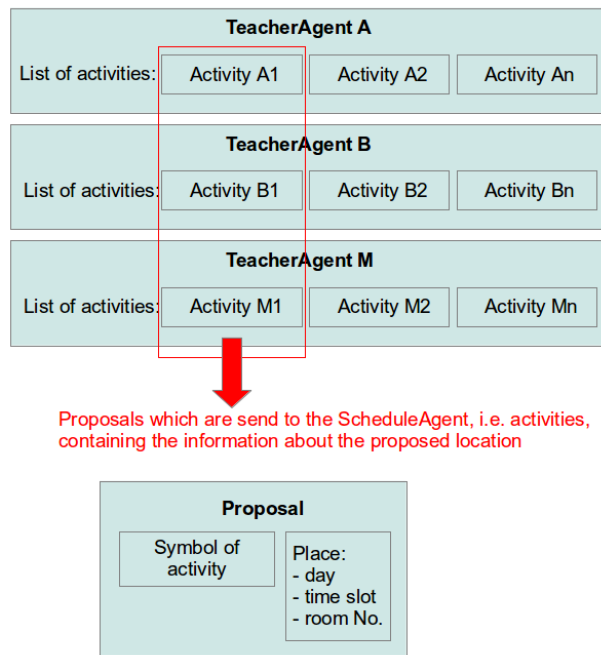 TeacherAgent A
List of activities: Activity A1 Activity A2 Activity An
TeacherAgent B
List of activities: Activity B1 Activity B2 Activity Bn
TeacherAgent M
List of activities: Activity M1 Activity M2 Activity Mn
Proposals which are send to the ScheduleAgent, i.e. activities,
containing the information about the proposed location
Proposal
Symbol of
activity
Place:
- day
- time slot
- room No.